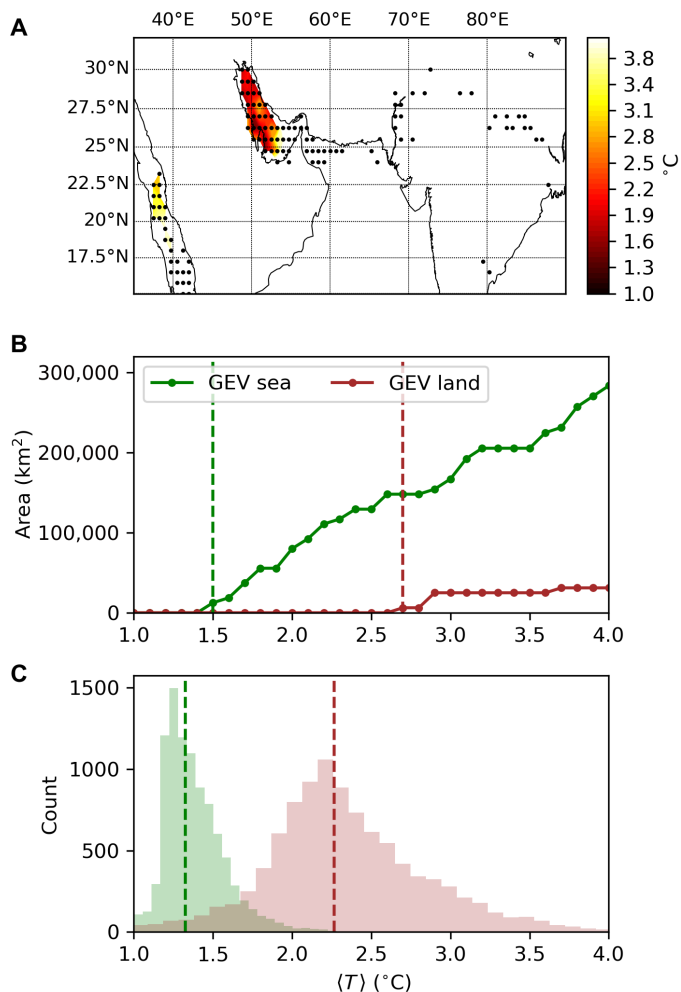 A
40°E 50°E 60°E 70°E 80°E
30°N
27.5°N
25°N
22.5°N
20°N
17.5°N
3.8
3.5
3.2
2.9
2.6
2.2
1.9
1.6
1.3
1.0
°C
B
300,000
200,000
100,000
0
Area (km²)
GEV sea GEV land
1.0 1.5 2.0 2.5 3.0 3.5 4.0
C
1500
1000
500
0
Count
1.0 1.5 2.0 2.5 3.0 3.5 4.0
⟨T⟩ (°C)